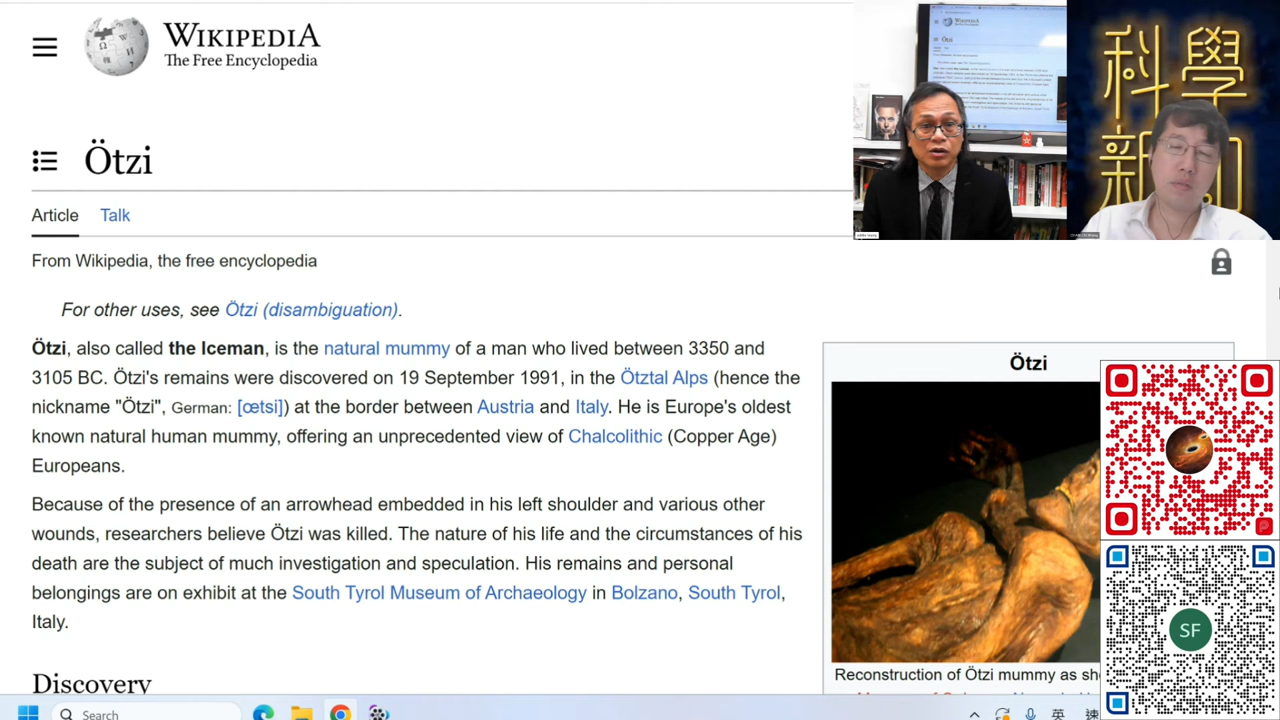 WIKIPEDIA
The Free Encyclopedia
Ötzi
Article Talk
From Wikipedia, the free encyclopedia
For other uses, see Ötzi (disambiguation).
Ötzi, also called the Iceman, is the natural mummy of a man who lived between 3350 and
3105 BC. Ötzi's remains were discovered on 19 September 1991, in the Ötztal Alps (hence the
nickname "Ötzi", German: [œtsi]) at the border between Austria and Italy. He is Europe's oldest
known natural human mummy, offering an unprecedented view of Chalcolithic (Copper Age)
Europeans.
Because of the presence of an arrowhead embedded in his left shoulder and various other
wounds, researchers believe Ötzi was killed. The nature of his life and the circumstances of his
death are the subject of much investigation and speculation. His remains and personal
belongings are on exhibit at the South Tyrol Museum of Archaeology in Bolzano, South Tyrol,
Italy.
Discovery
Ötzi
Reconstruction of Ötzi mummy as sh
科學
新
SF
Search
英